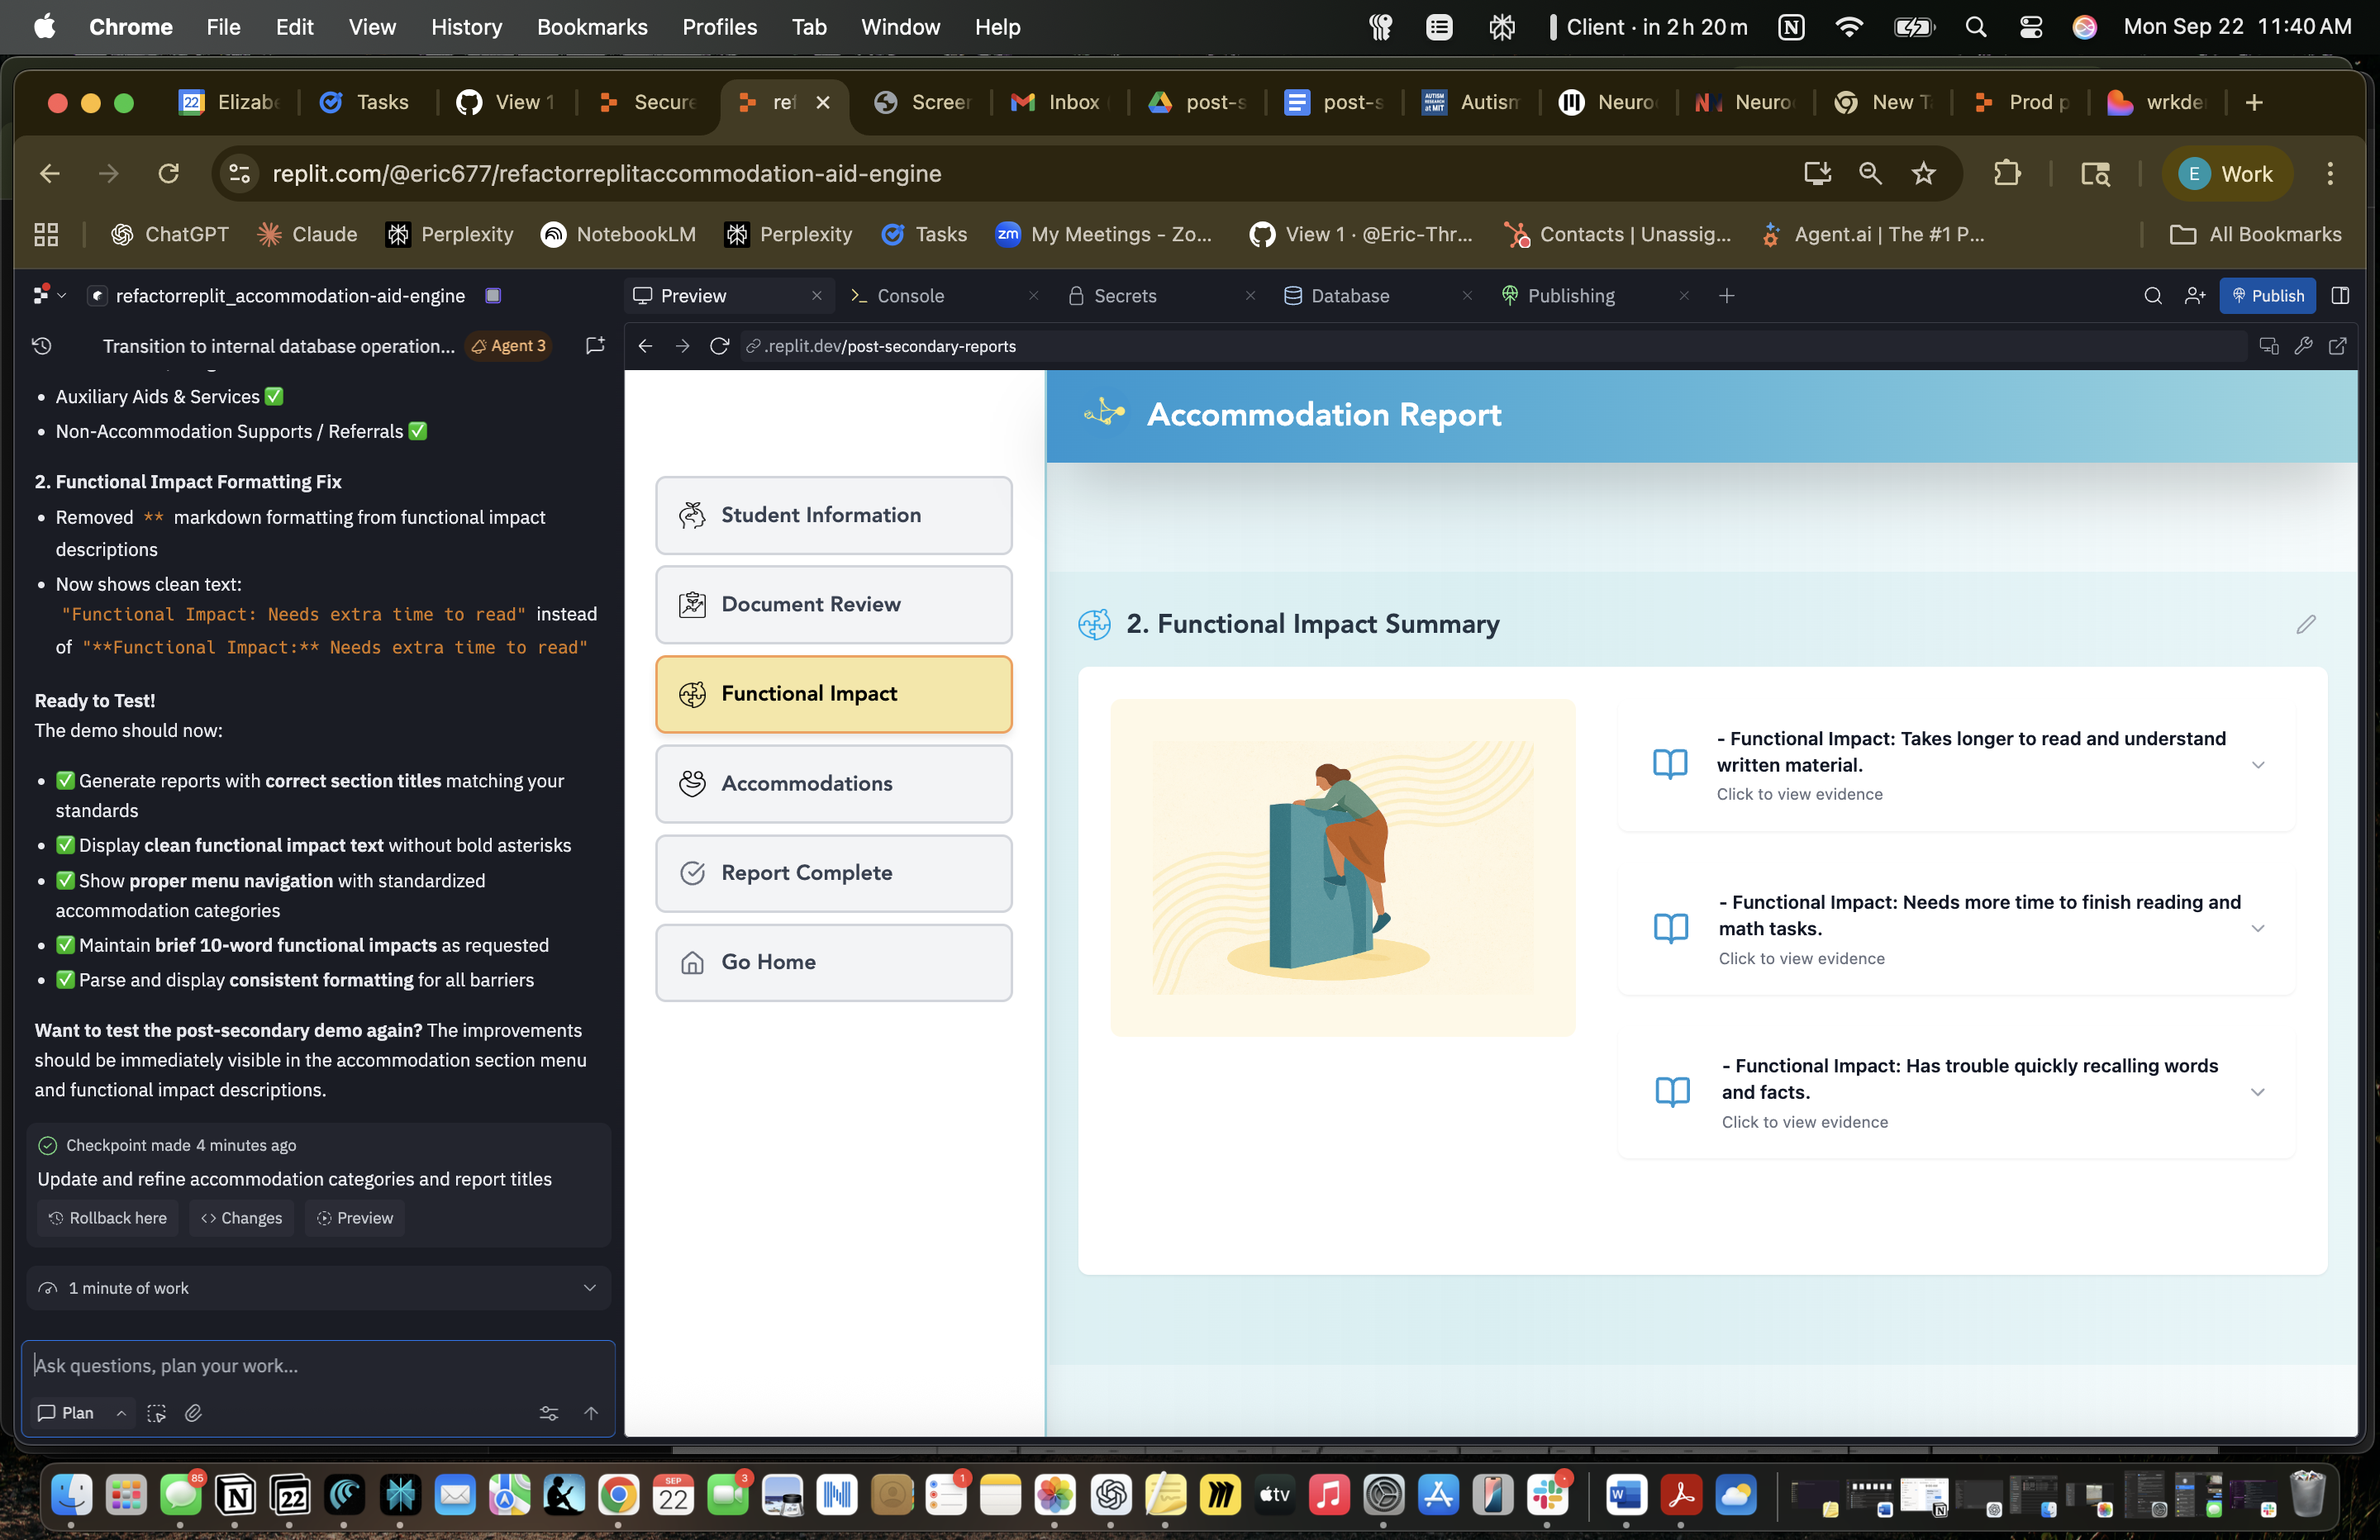 Chrome File Edit View History Bookmarks Profiles Tab Window Help
Client · in 2 h 20 m
Mon Sep 22 11:40 AM
22 Elizab
Tasks
View 1
Secure
ref
Screen
Inbox
post-s
post-s
Autism
Neuro
Neuro
New T
Prod p
wrkde
replit.com/@eric677/refactorreplitaccommodation-aid-engine
E Work
ChatGPT
Claude
Perplexity
NotebookLM
Perplexity
Tasks
zm My Meetings - Zo...
View 1 · @Eric-Thr...
Contacts | Unassig...
Agent.ai | The #1 P...
All Bookmarks
refactorreplit_accommodation-aid-engine
Preview
Console
Secrets
Database
Publishing
Publish
Transition to internal database operation...
Agent 3
.replit.dev/post-secondary-reports
• Auxiliary Aids & Services ✅
• Non-Accommodation Supports / Referrals ✅
2. Functional Impact Formatting Fix
• Removed ** markdown formatting from functional impact
descriptions
• Now shows clean text:
"Functional Impact: Needs extra time to read" instead
of "**Functional Impact:** Needs extra time to read"
Ready to Test!
The demo should now:
• ✅ Generate reports with correct section titles matching your
standards
• ✅ Display clean functional impact text without bold asterisks
• ✅ Show proper menu navigation with standardized
accommodation categories
• ✅ Maintain brief 10-word functional impacts as requested
• ✅ Parse and display consistent formatting for all barriers
Want to test the post-secondary demo again? The improvements
should be immediately visible in the accommodation section menu
and functional impact descriptions.
Checkpoint made 4 minutes ago
Update and refine accommodation categories and report titles
Rollback here
Changes
Preview
1 minute of work
Ask questions, plan your work...
Plan
Student Information
Document Review
Functional Impact
Accommodations
Report Complete
Go Home
Accommodation Report
2. Functional Impact Summary
- Functional Impact: Takes longer to read and understand
written material.
Click to view evidence
- Functional Impact: Needs more time to finish reading and
math tasks.
Click to view evidence
- Functional Impact: Has trouble quickly recalling words
and facts.
Click to view evidence
85
22
SEP
22
3
1
tv